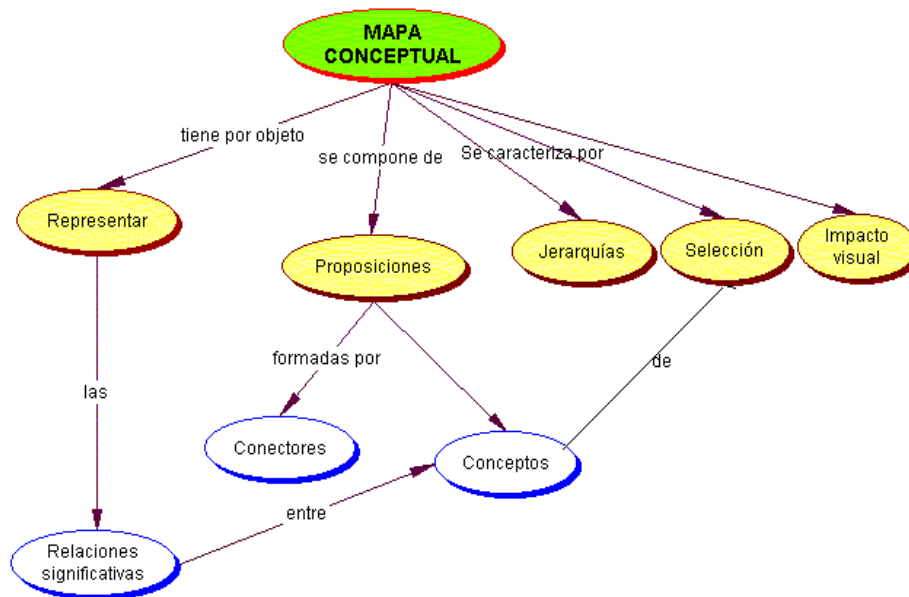 MAPA
CONCEPTUAL
tiene por objeto
se compone de
Se caracteriza por
Representar
Proposiciones
Jerarquías
Selección
Impacto
visual
formadas por
de
las
Conectores
Conceptos
entre
Relaciones
significativas